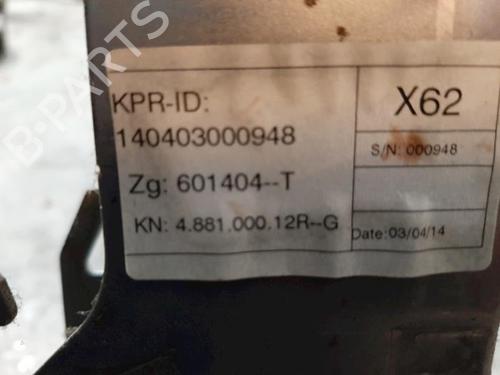 KPR-ID:
140403000948
X62
S/N: 000948
Zg: 601404--T
KN: 4.881.000.12R--G
Date: 03/04/14
B-PARTS